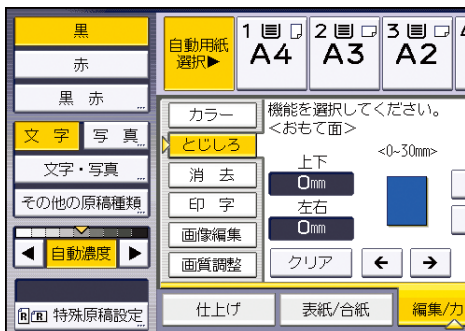 黒
赤
黒 赤
文 字
写 真
文字・写真
その他の原稿種類
自動濃度
特殊原稿設定
自動用紙
選択▶
1
A4
2
A3
3
A2
カラー
とじしろ
消 去
印 字
画像編集
画質調整
機能を選択してください。
<おもて面>
<0~30mm>
上下
0mm
左右
0mm
クリア
← →
仕上げ
表紙/合紙
編集/カ